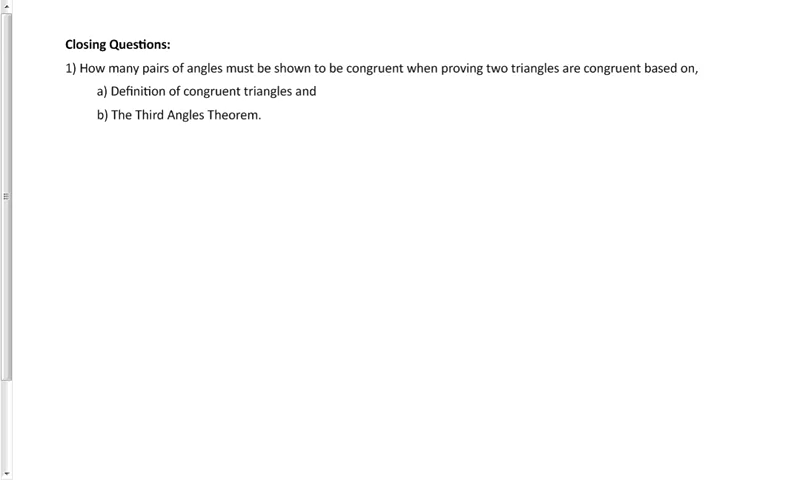 Closing Questions:
1) How many pairs of angles must be shown to be congruent when proving two triangles are congruent based on,
a) Definition of congruent triangles and
b) The Third Angles Theorem.